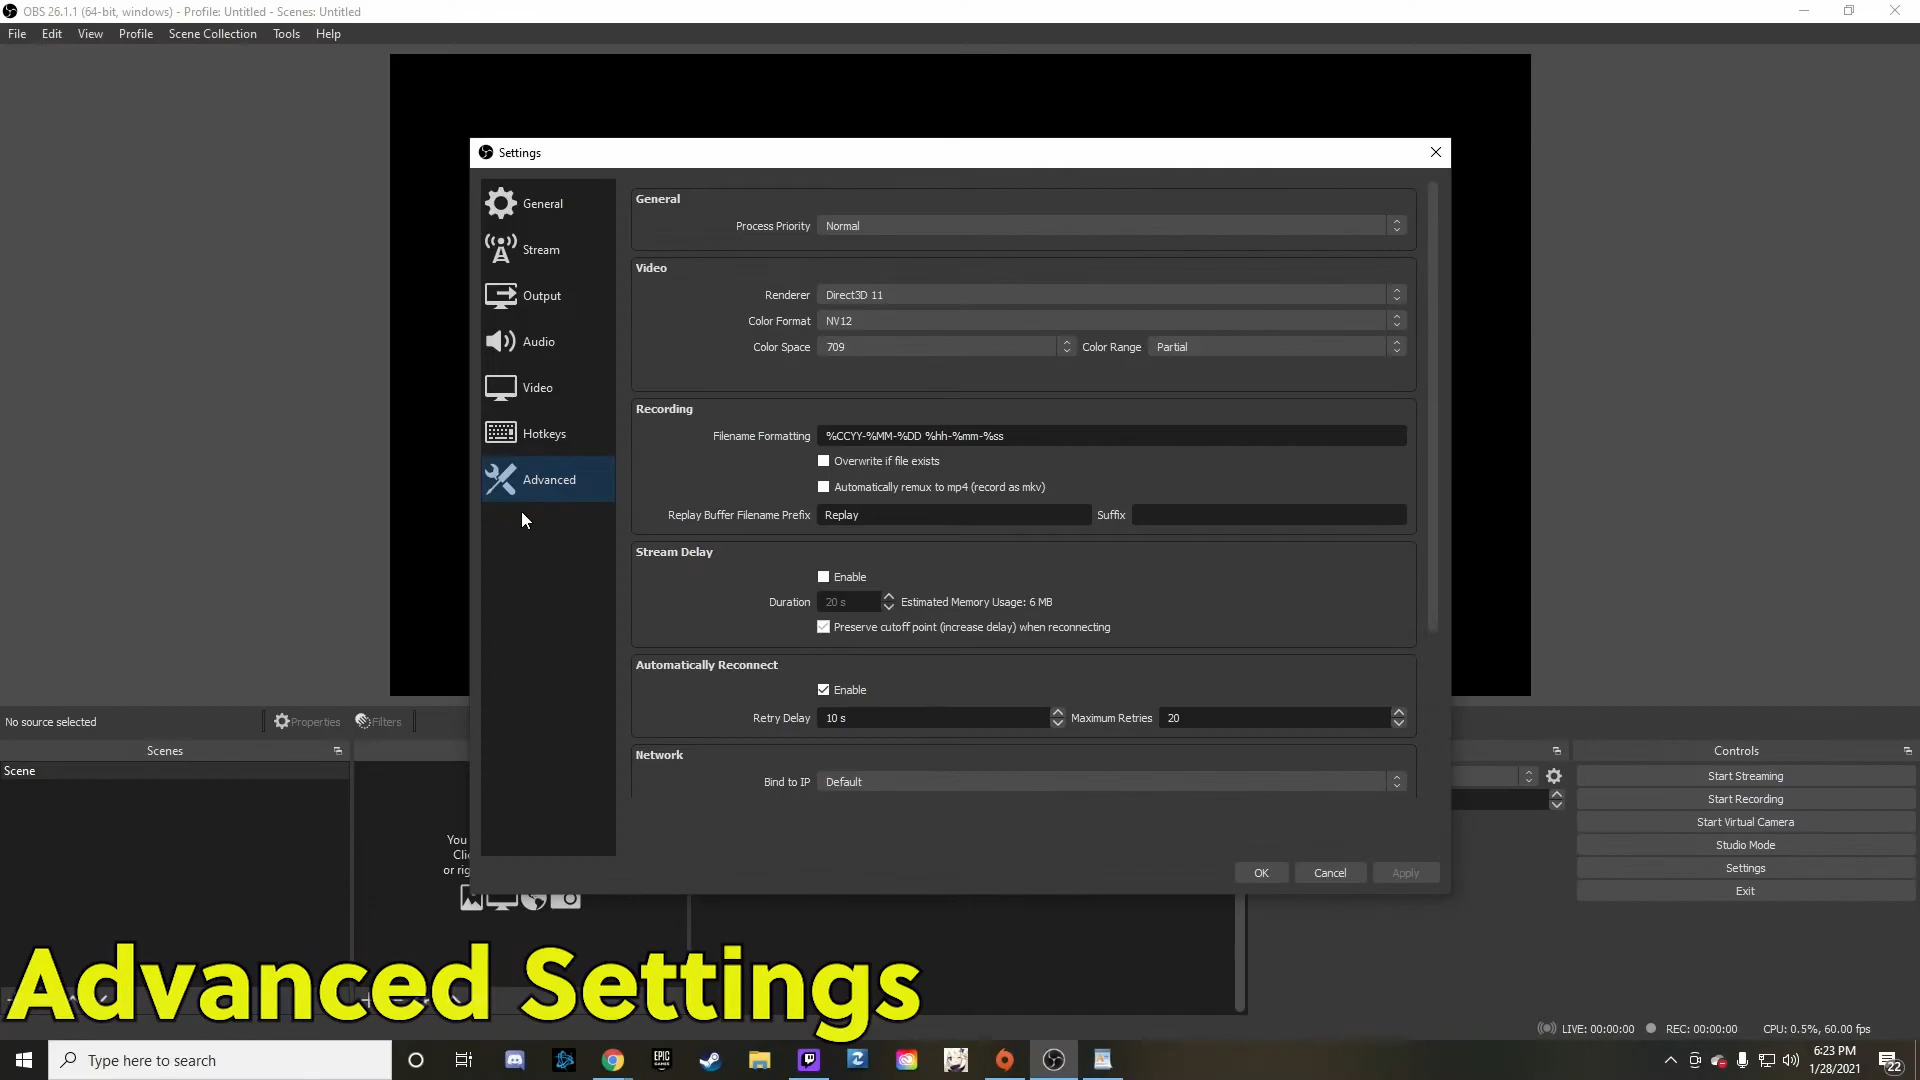 OBS 26.1.1 (64-bit, windows) - Profile: Untitled - Scenes: Untitled
File Edit View Profile Scene Collection Tools Help
Settings
General
Stream
Output
Audio
Video
Hotkeys
Advanced
General
Process Priority Normal
Video
Renderer Direct3D 11
Color Format NV12
Color Space 709 Color Range Partial
Recording
Filename Formatting %CCYY-%MM-%DD %hh-%mm-%ss
Overwrite if file exists
Automatically remux to mp4 (record as mkv)
Replay Buffer Filename Prefix Replay Suffix
Stream Delay
Enable
Duration 20 s Estimated Memory Usage: 6 MB
Preserve cutoff point (increase delay) when reconnecting
Automatically Reconnect
Enable
Retry Delay 10 s Maximum Retries 20
Network
Bind to IP Default
OK Cancel Apply
No source selected Properties Filters
Scenes
Scene
You
Clic
or rig
Controls
Start Streaming
Start Recording
Start Virtual Camera
Studio Mode
Settings
Exit
Advanced Settings
LIVE: 00:00:00 REC: 00:00:00 CPU: 0.5%, 60.00 fps
Type here to search
EPIC
GAMES
6:23 PM
1/28/2021
22